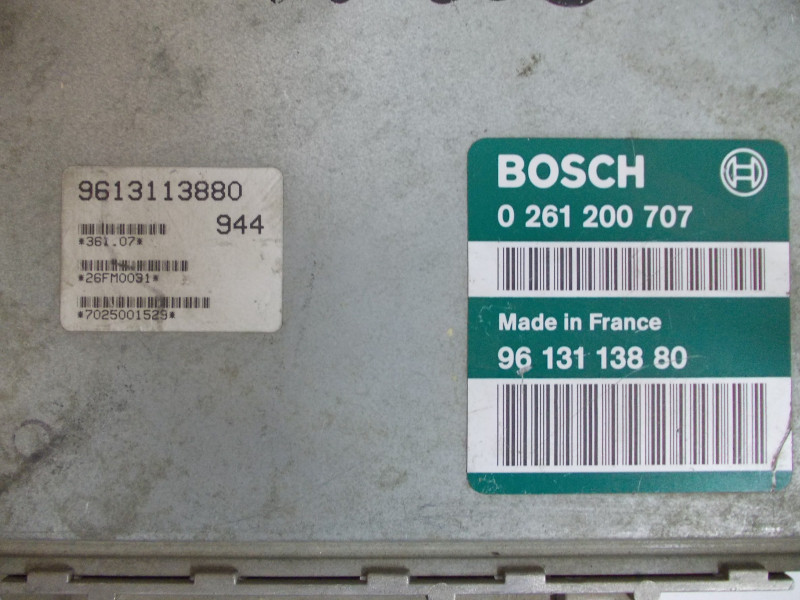 9613113880
944
*361.07*
*26FM0031*
*7025001529*
BOSCH
0 261 200 707
Made in France
96 131 138 80